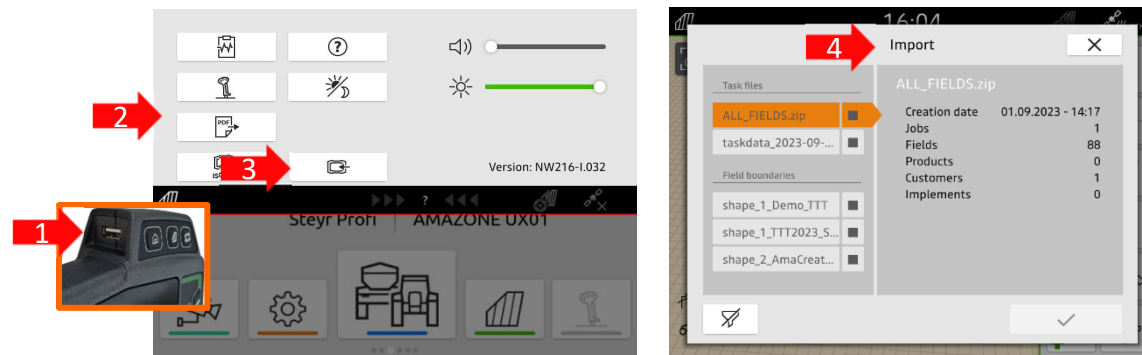 2
PDF
3
Version: NW216-I.032
?
1
Steyr Profi AMAZONE UX01
16:04
4
Import
Task files
ALL_FIELDS.zip
taskdata_2023-09-...
Field boundaries
shape_1_Demo_TTT
shape_1_TTT2023_S...
shape_2_AmaCreat...
ALL_FIELDS.zip
Creation date 01.09.2023 - 14:17
Jobs 1
Fields 88
Products 0
Customers 1
Implements 0